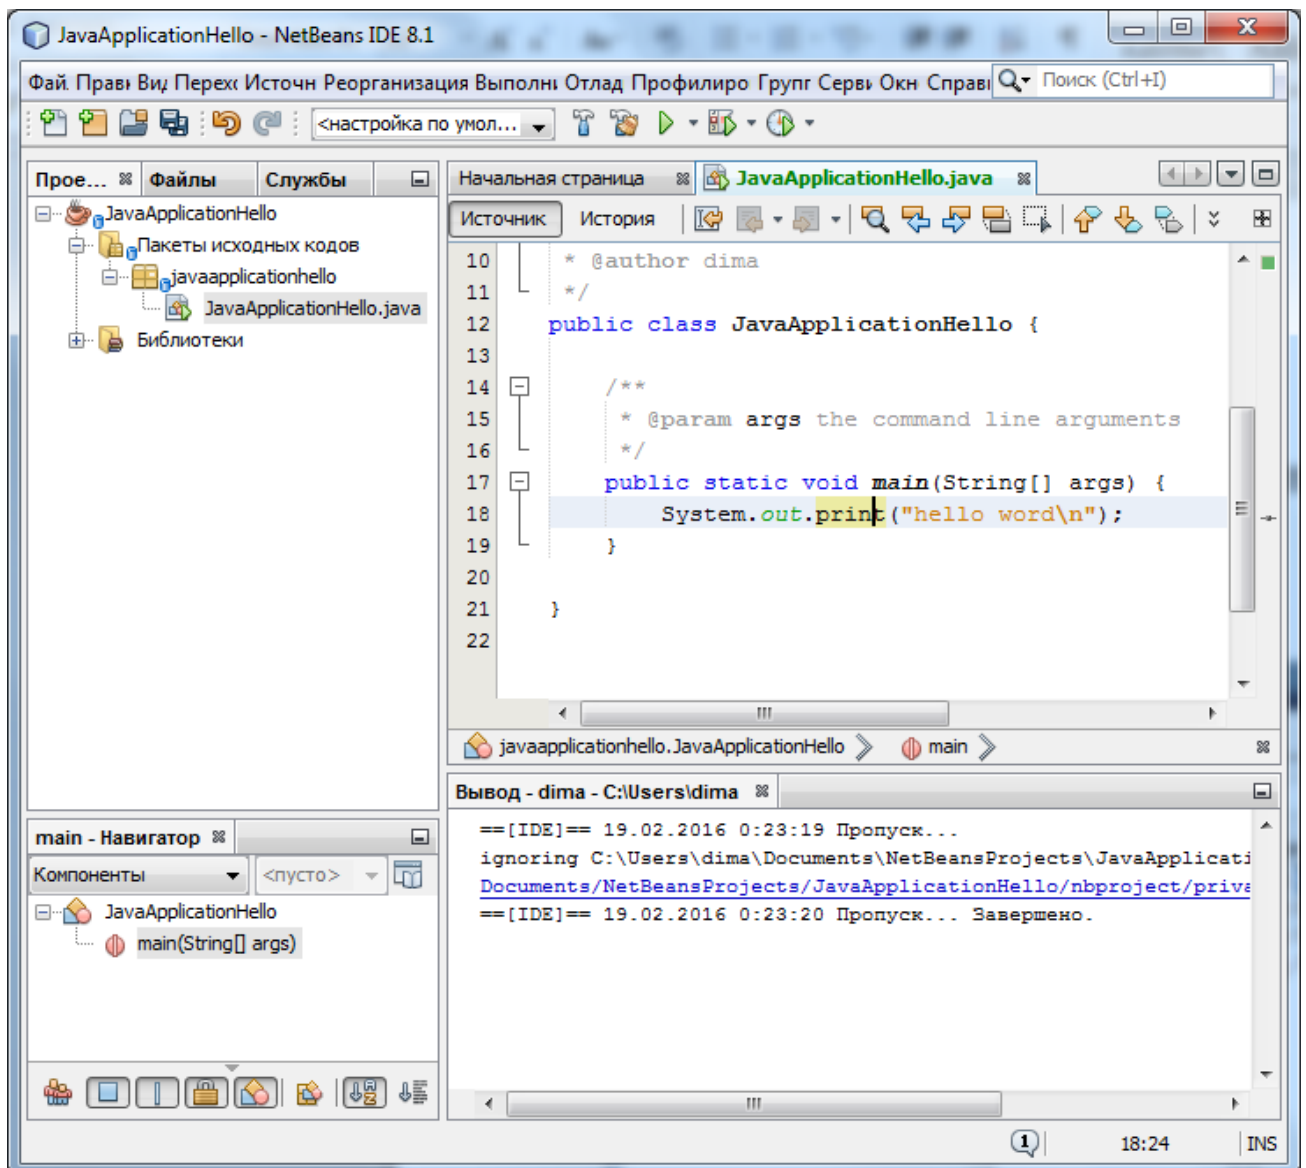 JavaApplicationHello - NetBeans IDE 8.1
Фай. Правн Вид Перехо Источн Реорганизация Выполни Отлад Профилиро Групп Серви Окн Справн Поиск (Ctrl+I)
<настройка по умол...
Прое... Файлы Службы
JavaApplicationHello
Пакеты исходных кодов
javaapplicationhello
JavaApplicationHello.java
Библиотеки
Начальная страница JavaApplicationHello.java
Источник История
10 * @author dima
11 */
12 public class JavaApplicationHello {
13
14 /**
15 * @param args the command line arguments
16 */
17 public static void main(String[] args) {
18 System.out.print("hello word\n");
19 }
20
21 }
22
javaapplicationhello.JavaApplicationHello main
main - Навигатор
Компоненты <пусто>
JavaApplicationHello
main(String[] args)
Вывод - dima - C:\Users\dima
==[IDE]== 19.02.2016 0:23:19 Пропуск...
ignoring C:\Users\dima\Documents\NetBeansProjects\JavaApplicati
Documents/NetBeansProjects/JavaApplicationHello/nbproject/priva
==[IDE]== 19.02.2016 0:23:20 Пропуск... Завершено.
1 18:24 INS